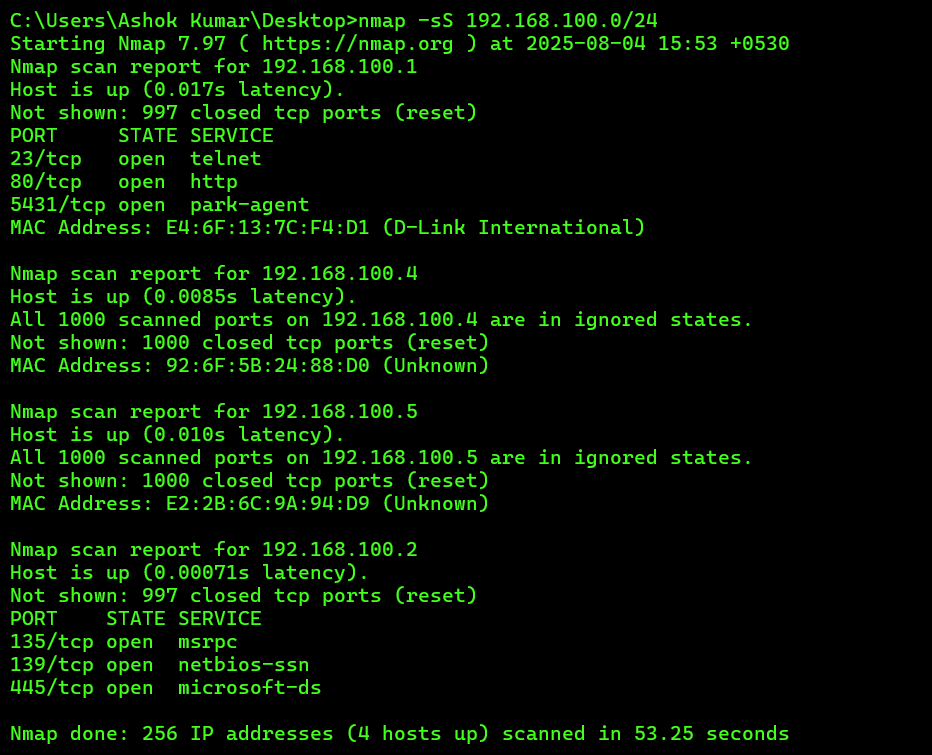 C:\Users\Ashok Kumar\Desktop>nmap -sS 192.168.100.0/24
Starting Nmap 7.97 ( https://nmap.org ) at 2025-08-04 15:53 +0530
Nmap scan report for 192.168.100.1
Host is up (0.017s latency).
Not shown: 997 closed tcp ports (reset)
PORT     STATE SERVICE
23/tcp   open  telnet
80/tcp   open  http
5431/tcp open  park-agent
MAC Address: E4:6F:13:7C:F4:D1 (D-Link International)

Nmap scan report for 192.168.100.4
Host is up (0.0085s latency).
All 1000 scanned ports on 192.168.100.4 are in ignored states.
Not shown: 1000 closed tcp ports (reset)
MAC Address: 92:6F:5B:24:88:D0 (Unknown)

Nmap scan report for 192.168.100.5
Host is up (0.010s latency).
All 1000 scanned ports on 192.168.100.5 are in ignored states.
Not shown: 1000 closed tcp ports (reset)
MAC Address: E2:2B:6C:9A:94:D9 (Unknown)

Nmap scan report for 192.168.100.2
Host is up (0.00071s latency).
Not shown: 997 closed tcp ports (reset)
PORT    STATE SERVICE
135/tcp open  msrpc
139/tcp open  netbios-ssn
445/tcp open  microsoft-ds

Nmap done: 256 IP addresses (4 hosts up) scanned in 53.25 seconds